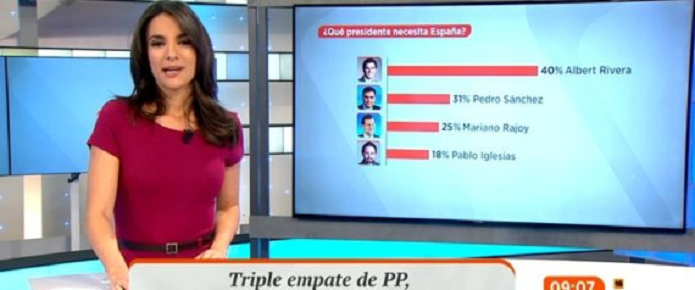 ¿Qué presidente necesita España?
40% Albert Rivera
31% Pedro Sánchez
25% Mariano Rajoy
18% Pablo Iglesias
Triple empate de PP,
09:07